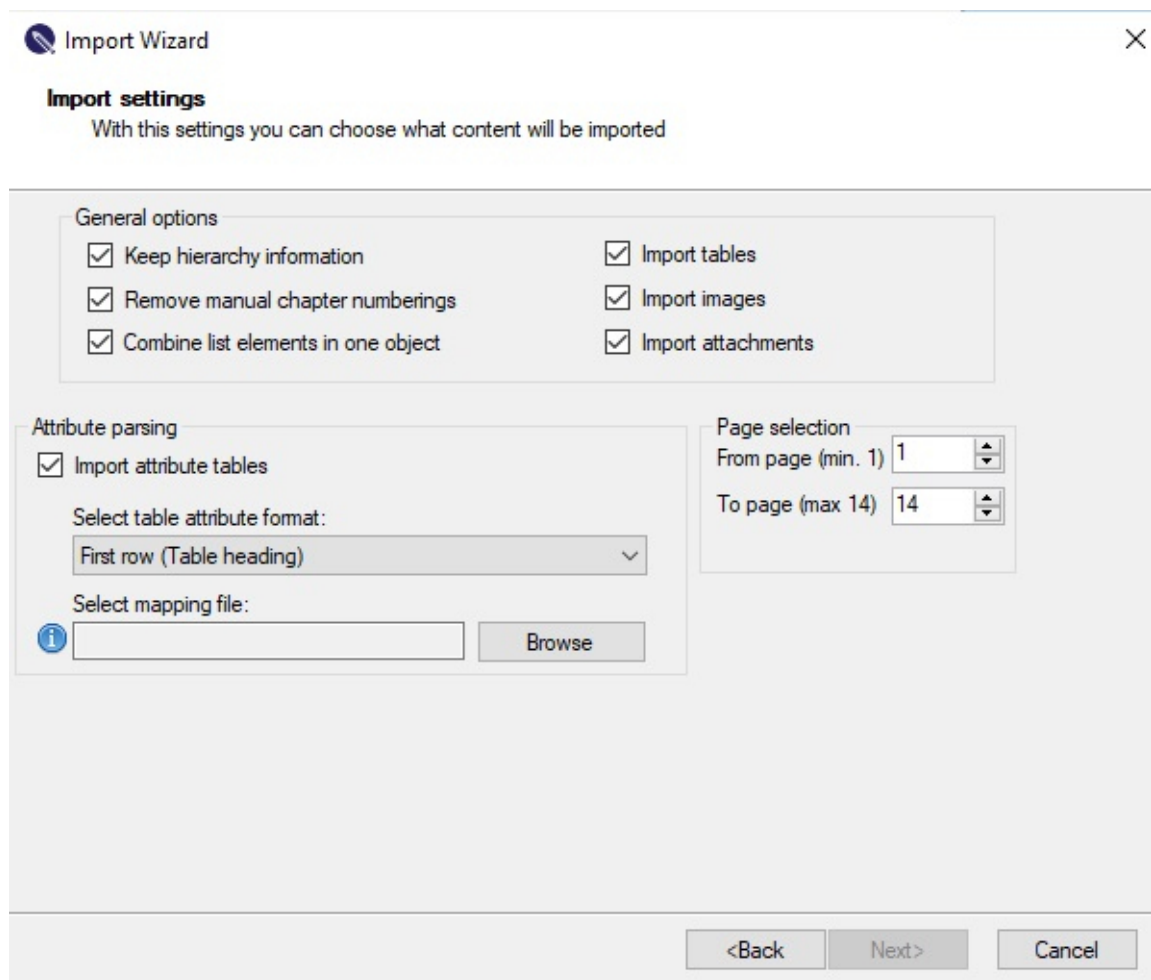 Import Wizard
Import settings
With this settings you can choose what content will be imported
General options
Keep hierarchy information
Import tables
Remove manual chapter numberings
Import images
Combine list elements in one object
Import attachments
Attribute parsing
Import attribute tables
Select table attribute format:
First row (Table heading)
Select mapping file:
Browse
Page selection
From page (min. 1) 1
To page (max 14) 14
<Back
Next>
Cancel